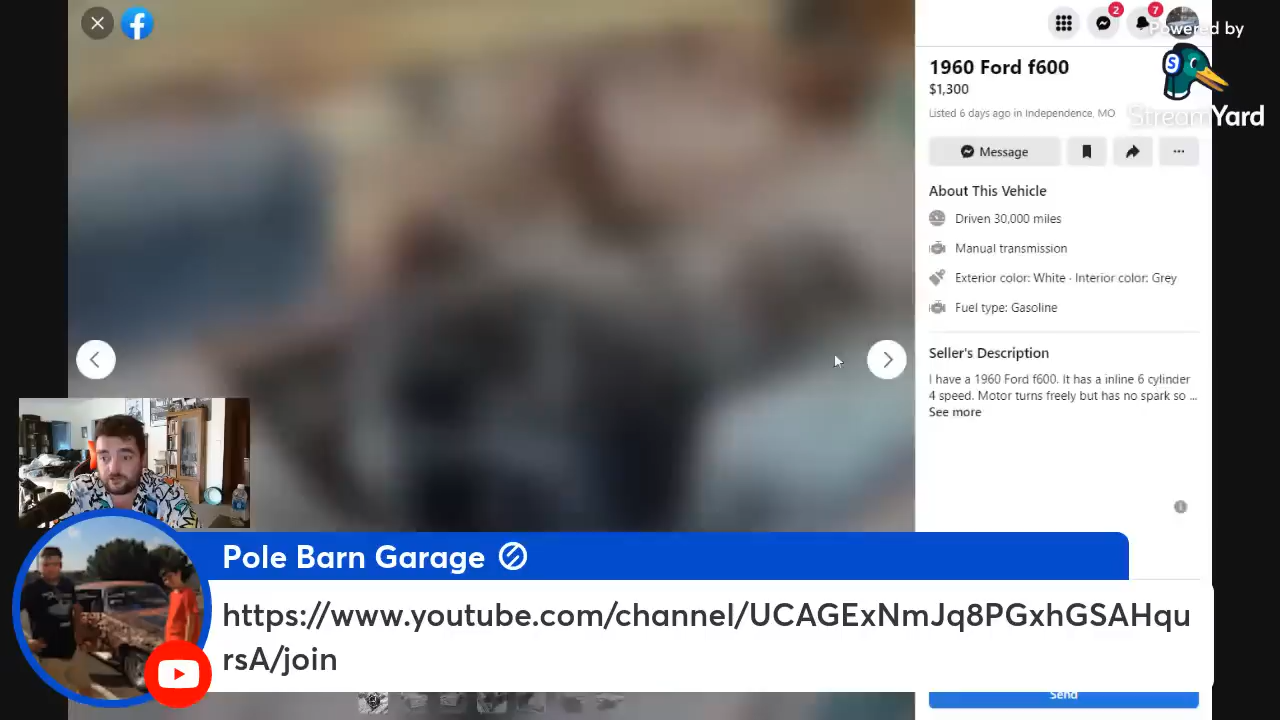 2
7
Powered by
StreamYard
1960 Ford f600
$1,300
Listed 6 days ago in Independence, MO
Message
...
About This Vehicle
Driven 30,000 miles
Manual transmission
Exterior color: White · Interior color: Grey
Fuel type: Gasoline
Seller's Description
I have a 1960 Ford f600. It has a inline 6 cylinder
4 speed. Motor turns freely but has no spark so ...
See more
Pole Barn Garage
https://www.youtube.com/channel/UCAGExNmJq8PGxhGSAHqu
rsA/join
Send